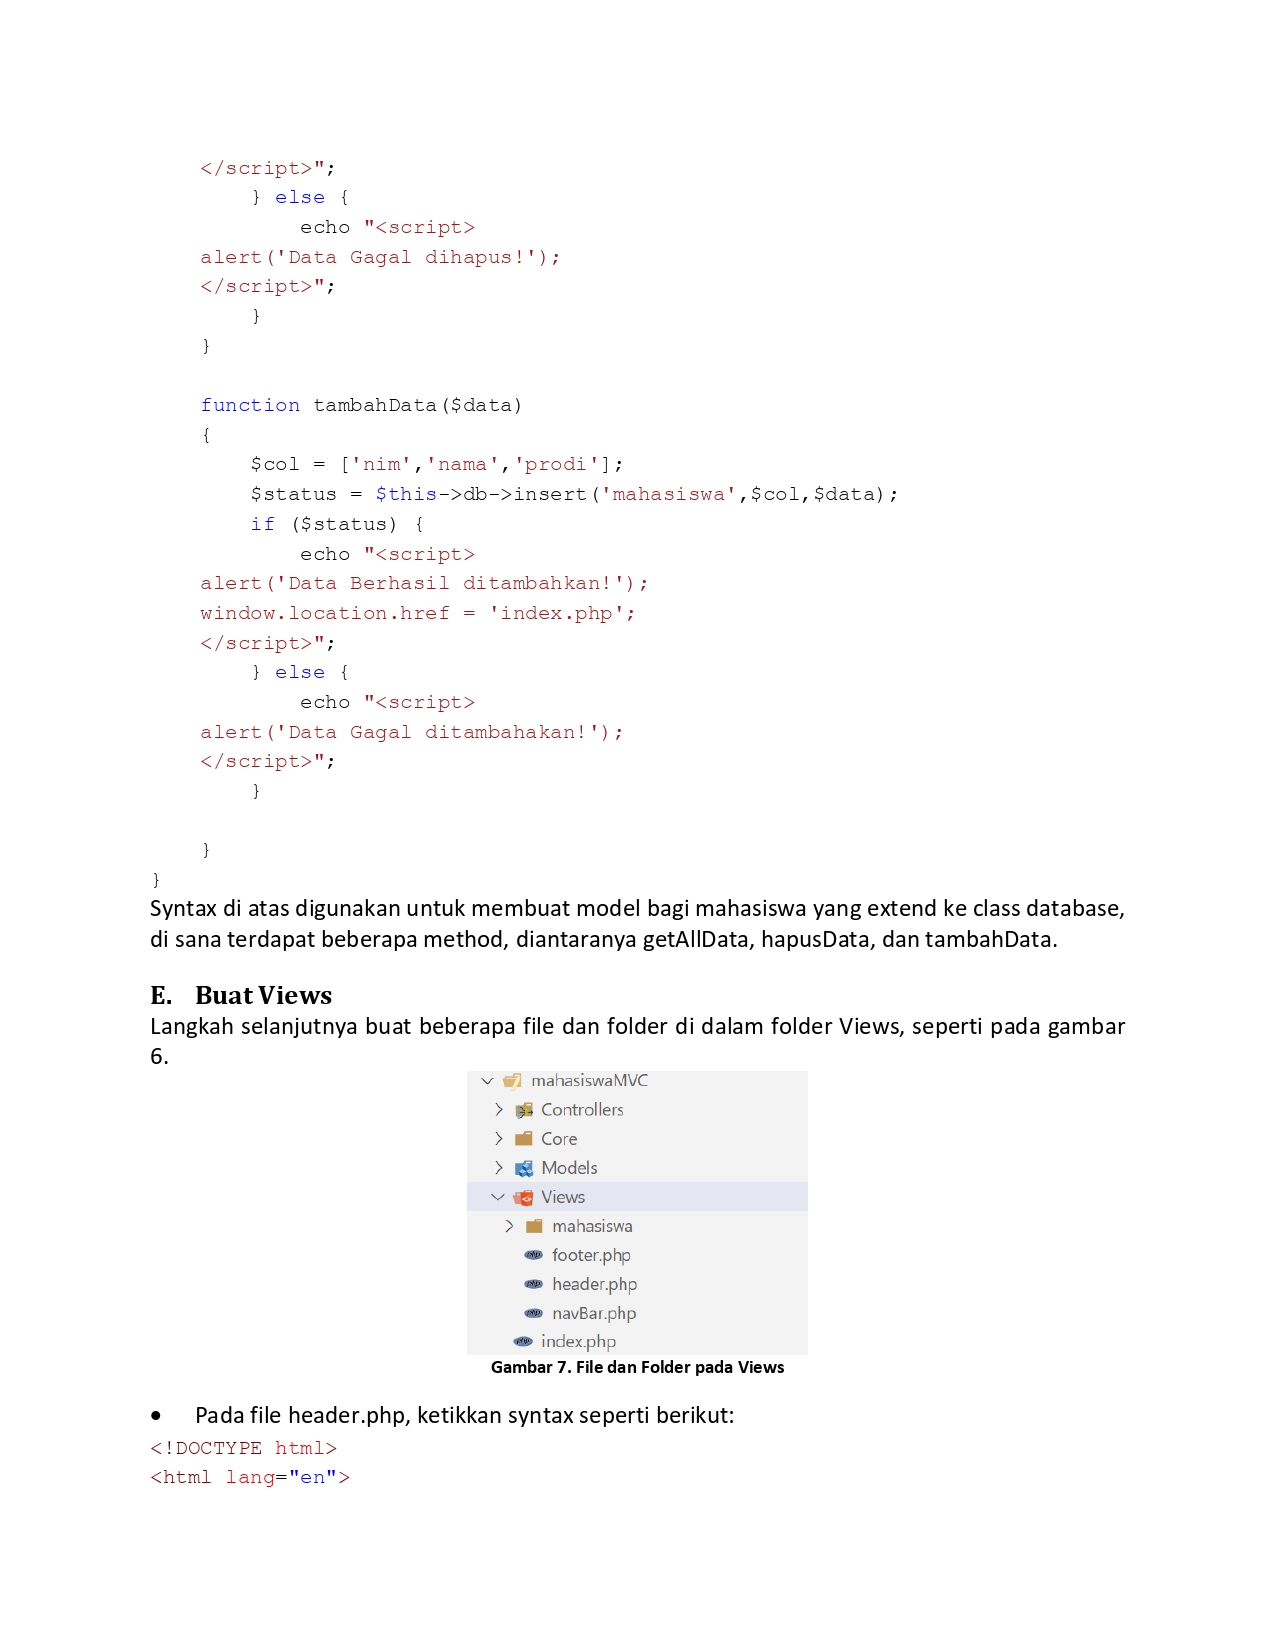 </script>";
} else {
echo "<script>
alert('Data Gagal dihapus!');
</script>";
}
}
function tambahData($data)
{
$col = ['nim','nama','prodi'];
$status = $this->db->insert('mahasiswa',$col,$data);
if ($status) {
echo "<script>
alert('Data Berhasil ditambahkan!');
window.location.href = 'index.php';
</script>";
} else {
echo "<script>
alert('Data Gagal ditambahakan!');
</script>";
}
}
}
Syntax di atas digunakan untuk membuat model bagi mahasiswa yang extend ke class database,
di sana terdapat beberapa method, diantaranya getAllData, hapusData, dan tambahData.
E. Buat Views
Langkah selanjutnya buat beberapa file dan folder di dalam folder Views, seperti pada gambar
6.
mahasiswaMVC
Controllers
Core
Models
Views
mahasiswa
footer.php
header.php
navBar.php
index.php
Gambar 7. File dan Folder pada Views
• Pada file header.php, ketikkan syntax seperti berikut:
<!DOCTYPE html>
<html lang="en">